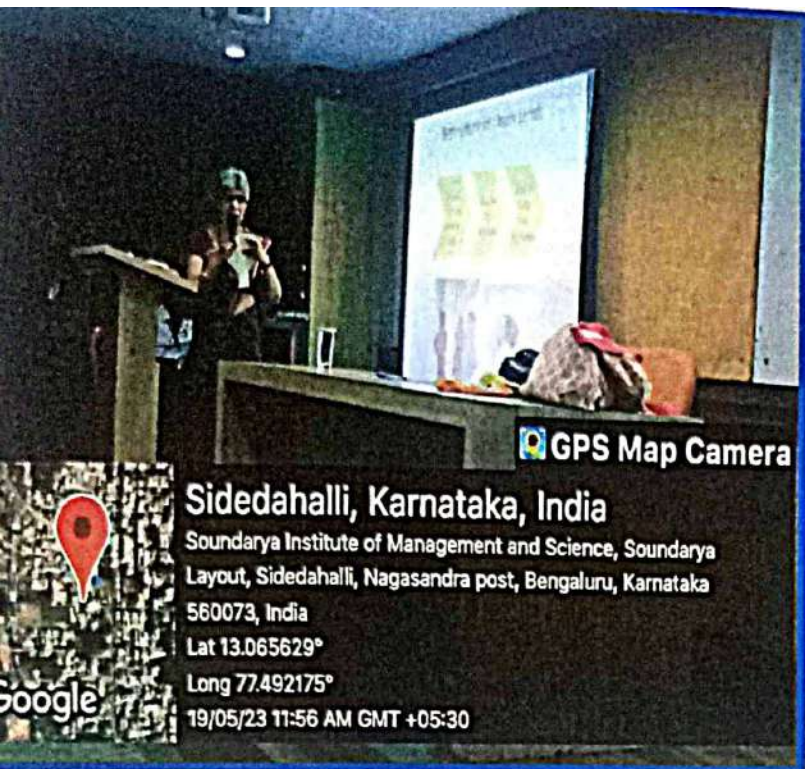 GPS Map Camera
Sidedahalli, Karnataka, India
Soundarya Institute of Management and Science, Soundarya
Layout, Sidedahalli, Nagasandra post, Bengaluru, Karnataka
560073, India
Lat 13.065629°
Long 77.492175°
19/05/23 11:56 AM GMT +05:30
Google